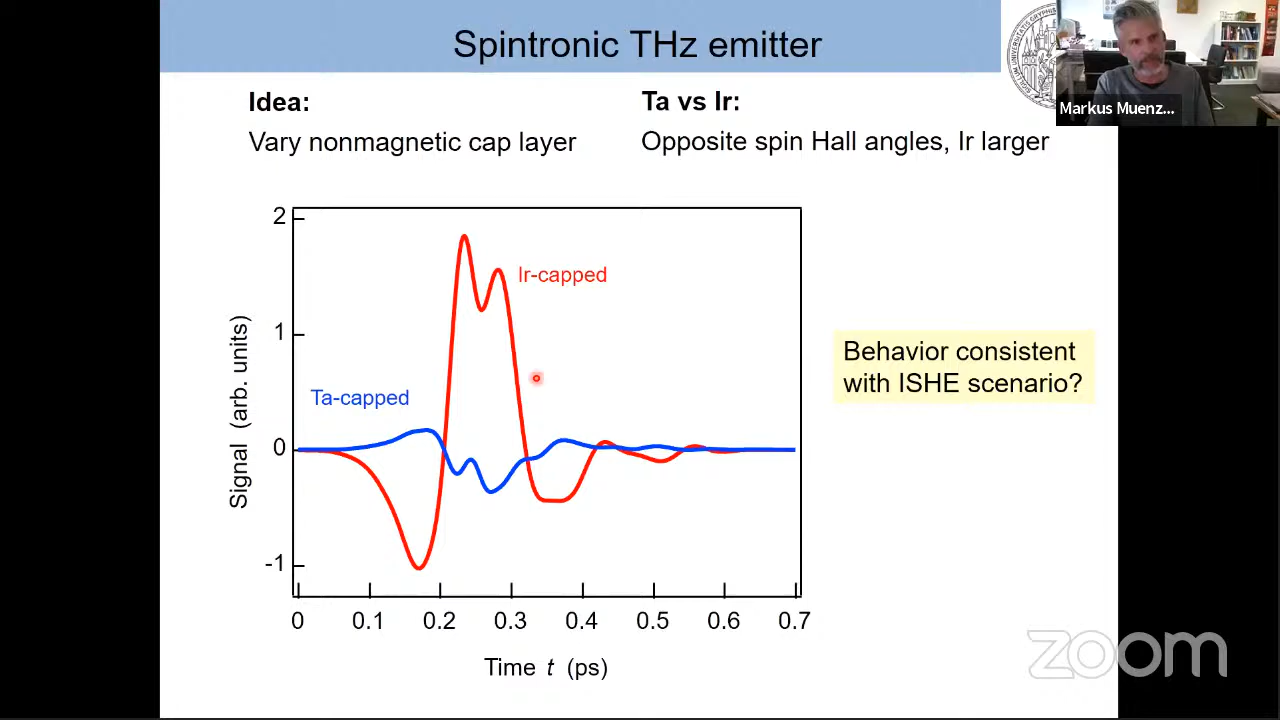 Spintronic THz emitter
Markus Muenz...
Idea:
Vary nonmagnetic cap layer
Ta vs Ir:
Opposite spin Hall angles, Ir larger
2
1
0
-1
Signal (arb. units)
Ir-capped
Ta-capped
0 0.1 0.2 0.3 0.4 0.5 0.6 0.7
Time t (ps)
Behavior consistent
with ISHE scenario?
zoom